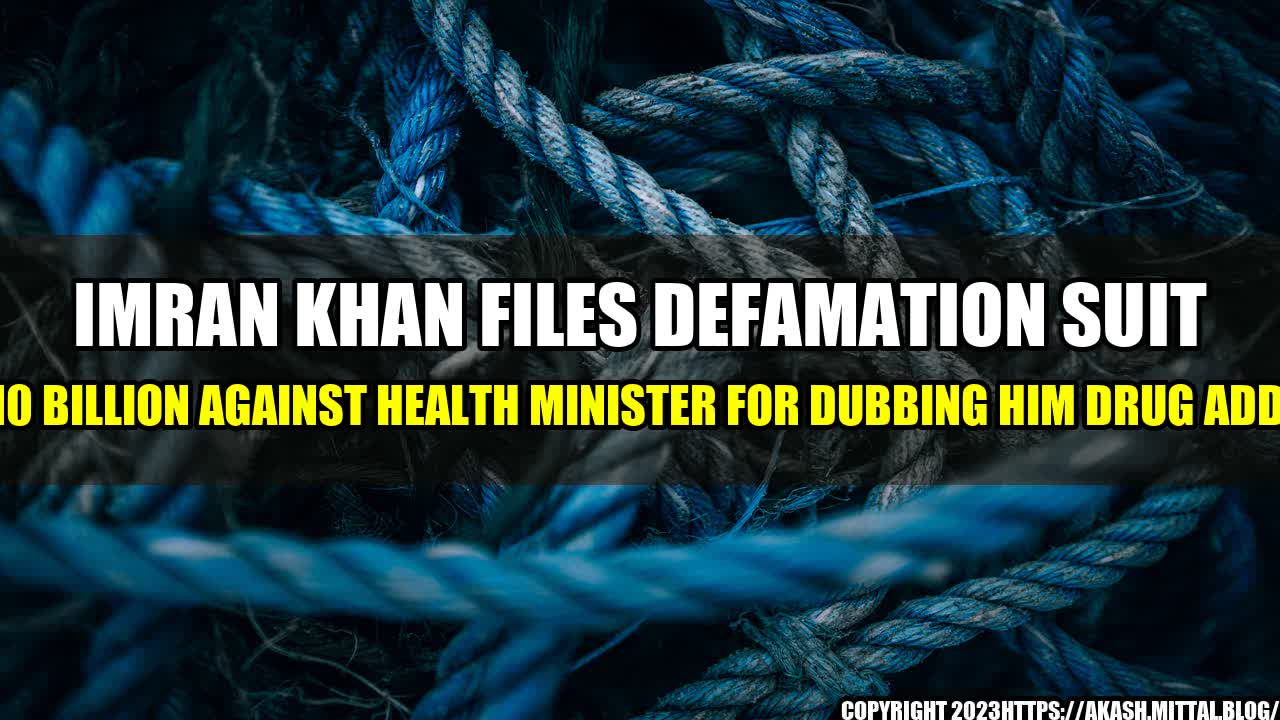 IMRAN KHAN FILES DEFAMATION SUIT
10 BILLION AGAINST HEALTH MINISTER FOR DUBBING HIM DRUG ADD
COPYRIGHT 2023HTTPS://AKASH.MITTAL.BLOG/